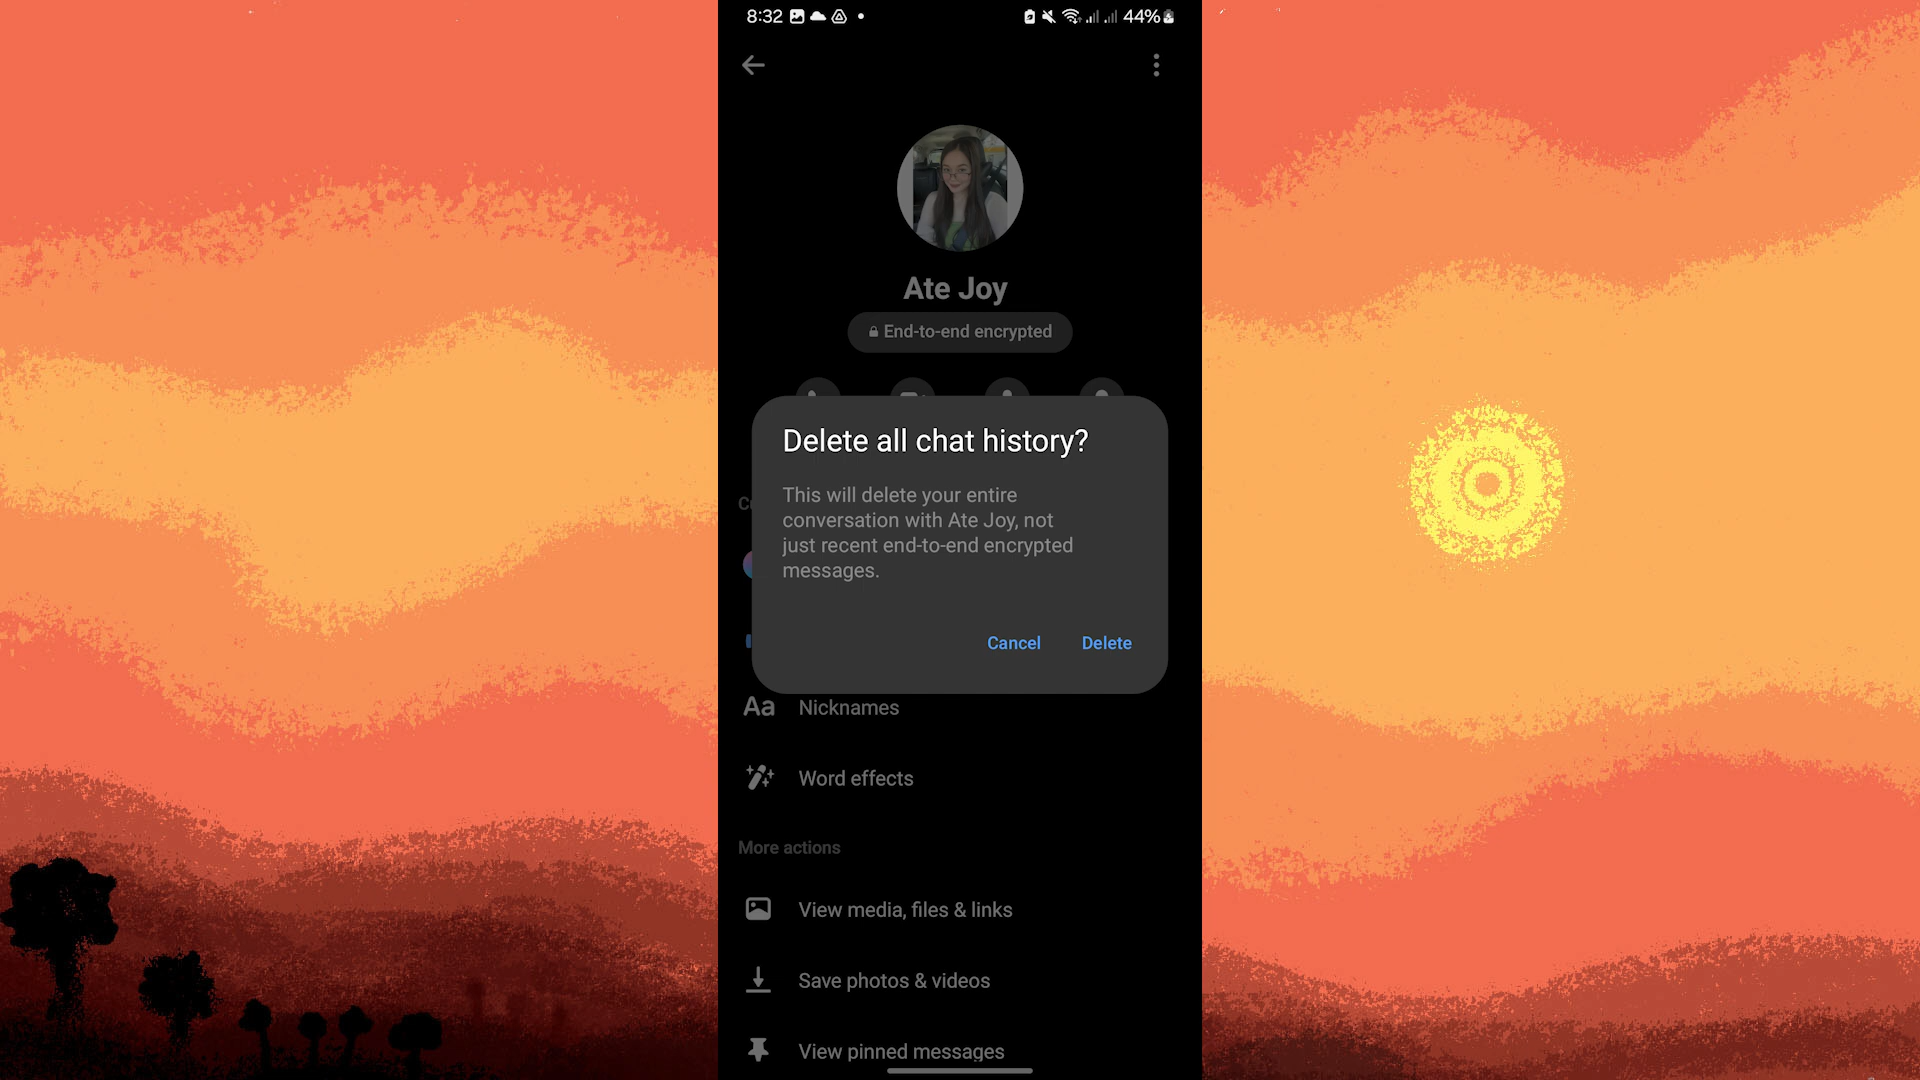 8:32
44%
Ate Joy
End-to-end encrypted
Delete all chat history?
This will delete your entire
conversation with Ate Joy, not
just recent end-to-end encrypted
messages.
Cancel Delete
Aa Nicknames
Word effects
More actions
View media, files & links
Save photos & videos
View pinned messages